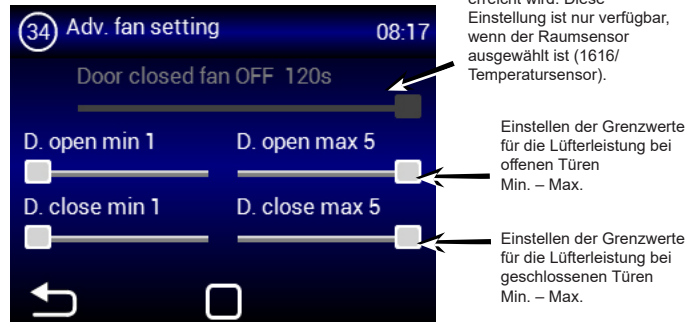 34 Adv. fan setting 08:17
Door closed fan OFF 120s
D. open min 1 D. open max 5
D. close min 1 D. close max 5
erreicht wird. Diese
Einstellung ist nur verfügbar,
wenn der Raumsensor
ausgewählt ist (1616/
Temperatursensor).
Einstellen der Grenzwerte
für die Lüfterleistung bei
offenen Türen
Min. – Max.
Einstellen der Grenzwerte
für die Lüfterleistung bei
geschlossenen Türen
Min. – Max.